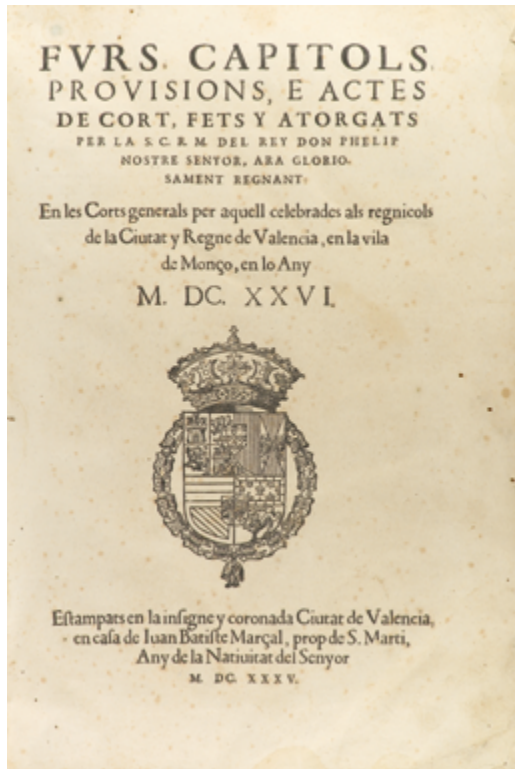 FVRS CAPITOLS,
PROVISIONS, E ACTES
DE CORT, FETS Y ATORGATS
PER LA S. C. R. M. DEL REY DON PHELIP
NOSTRE SENYOR, ARA GLORIO-
SAMENT REGNANT
En les Corts generals per aquell celebrades als regnicols
de la Ciutat y Regne de Valencia, en la vila
de Monço, en lo Any
M. DC. XXVI.
Eſtampats en la inſigne y coronada Ciutat de Valencia,
en caſa de Iuan Batiſte Marçal, prop de S. Marti,
Any de la Natiuitat del Senyor
M. DC. XXXV.